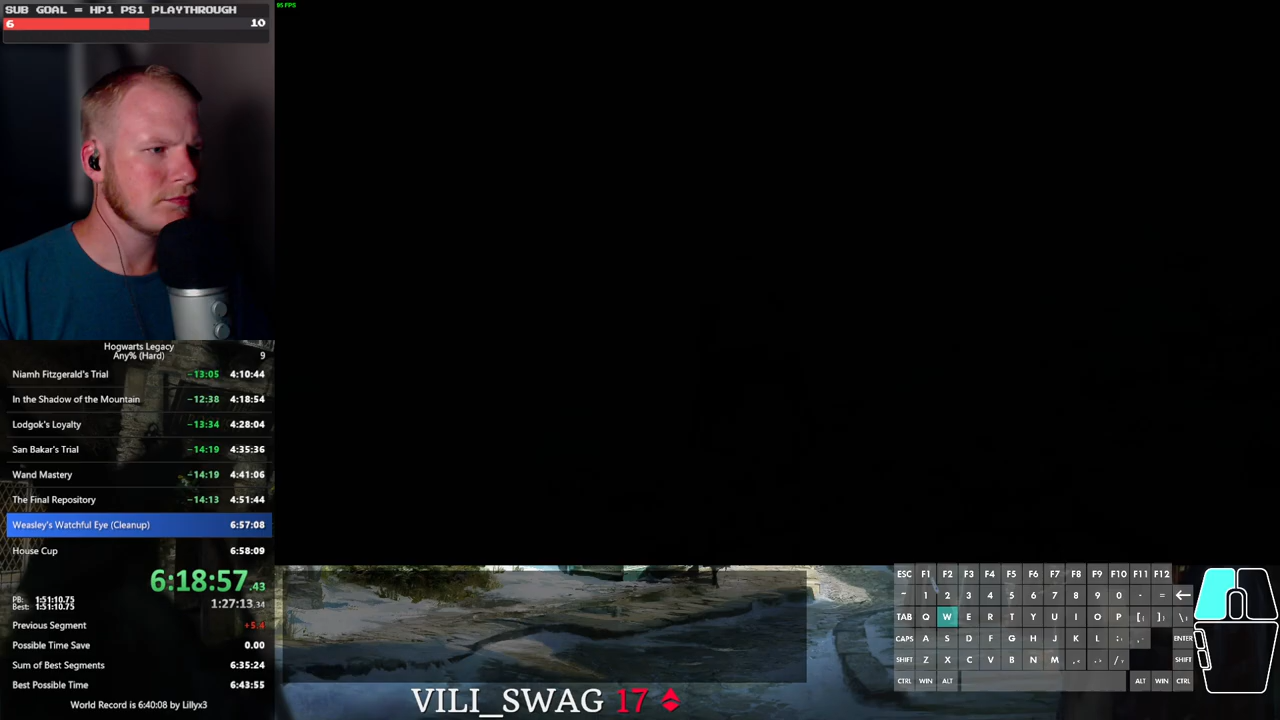 SUB GOAL = HP1 PS1 PLAYTHROUGH
6 10
85 FPS
Hogwarts Legacy
Any% (Hard) 9
Niamh Fitzgerald's Trial -13:05 4:10:44
In the Shadow of the Mountain -12:38 4:18:54
Lodgok's Loyalty -13:34 4:28:04
San Bakar's Trial -14:19 4:35:36
Wand Mastery -14:19 4:41:06
The Final Repository -14:13 4:51:44
Weasley's Watchful Eye (Cleanup) 6:57:08
House Cup 6:58:09
6:18:57.43
PB: 1:51:10.75
Best: 1:51:10.75
1:27:13.34
Previous Segment +5.4
Possible Time Save 0.00
Sum of Best Segments 6:35:24
Best Possible Time 6:43:55
World Record is 6:40:08 by Lillyx3
VILI_SWAG 17
ESC F1 F2 F3 F4 F5 F6 F7 F8 F9 F10 F11 F12
~ 1 2 3 4 5 6 7 8 9 0 - =
TAB Q W E R T Y U I O P [{ ]} \|
CAPS A S D F G H J K L ENTER
SHIFT Z X C V B N M SHIFT
CTRL WIN ALT ALT WIN CTRL